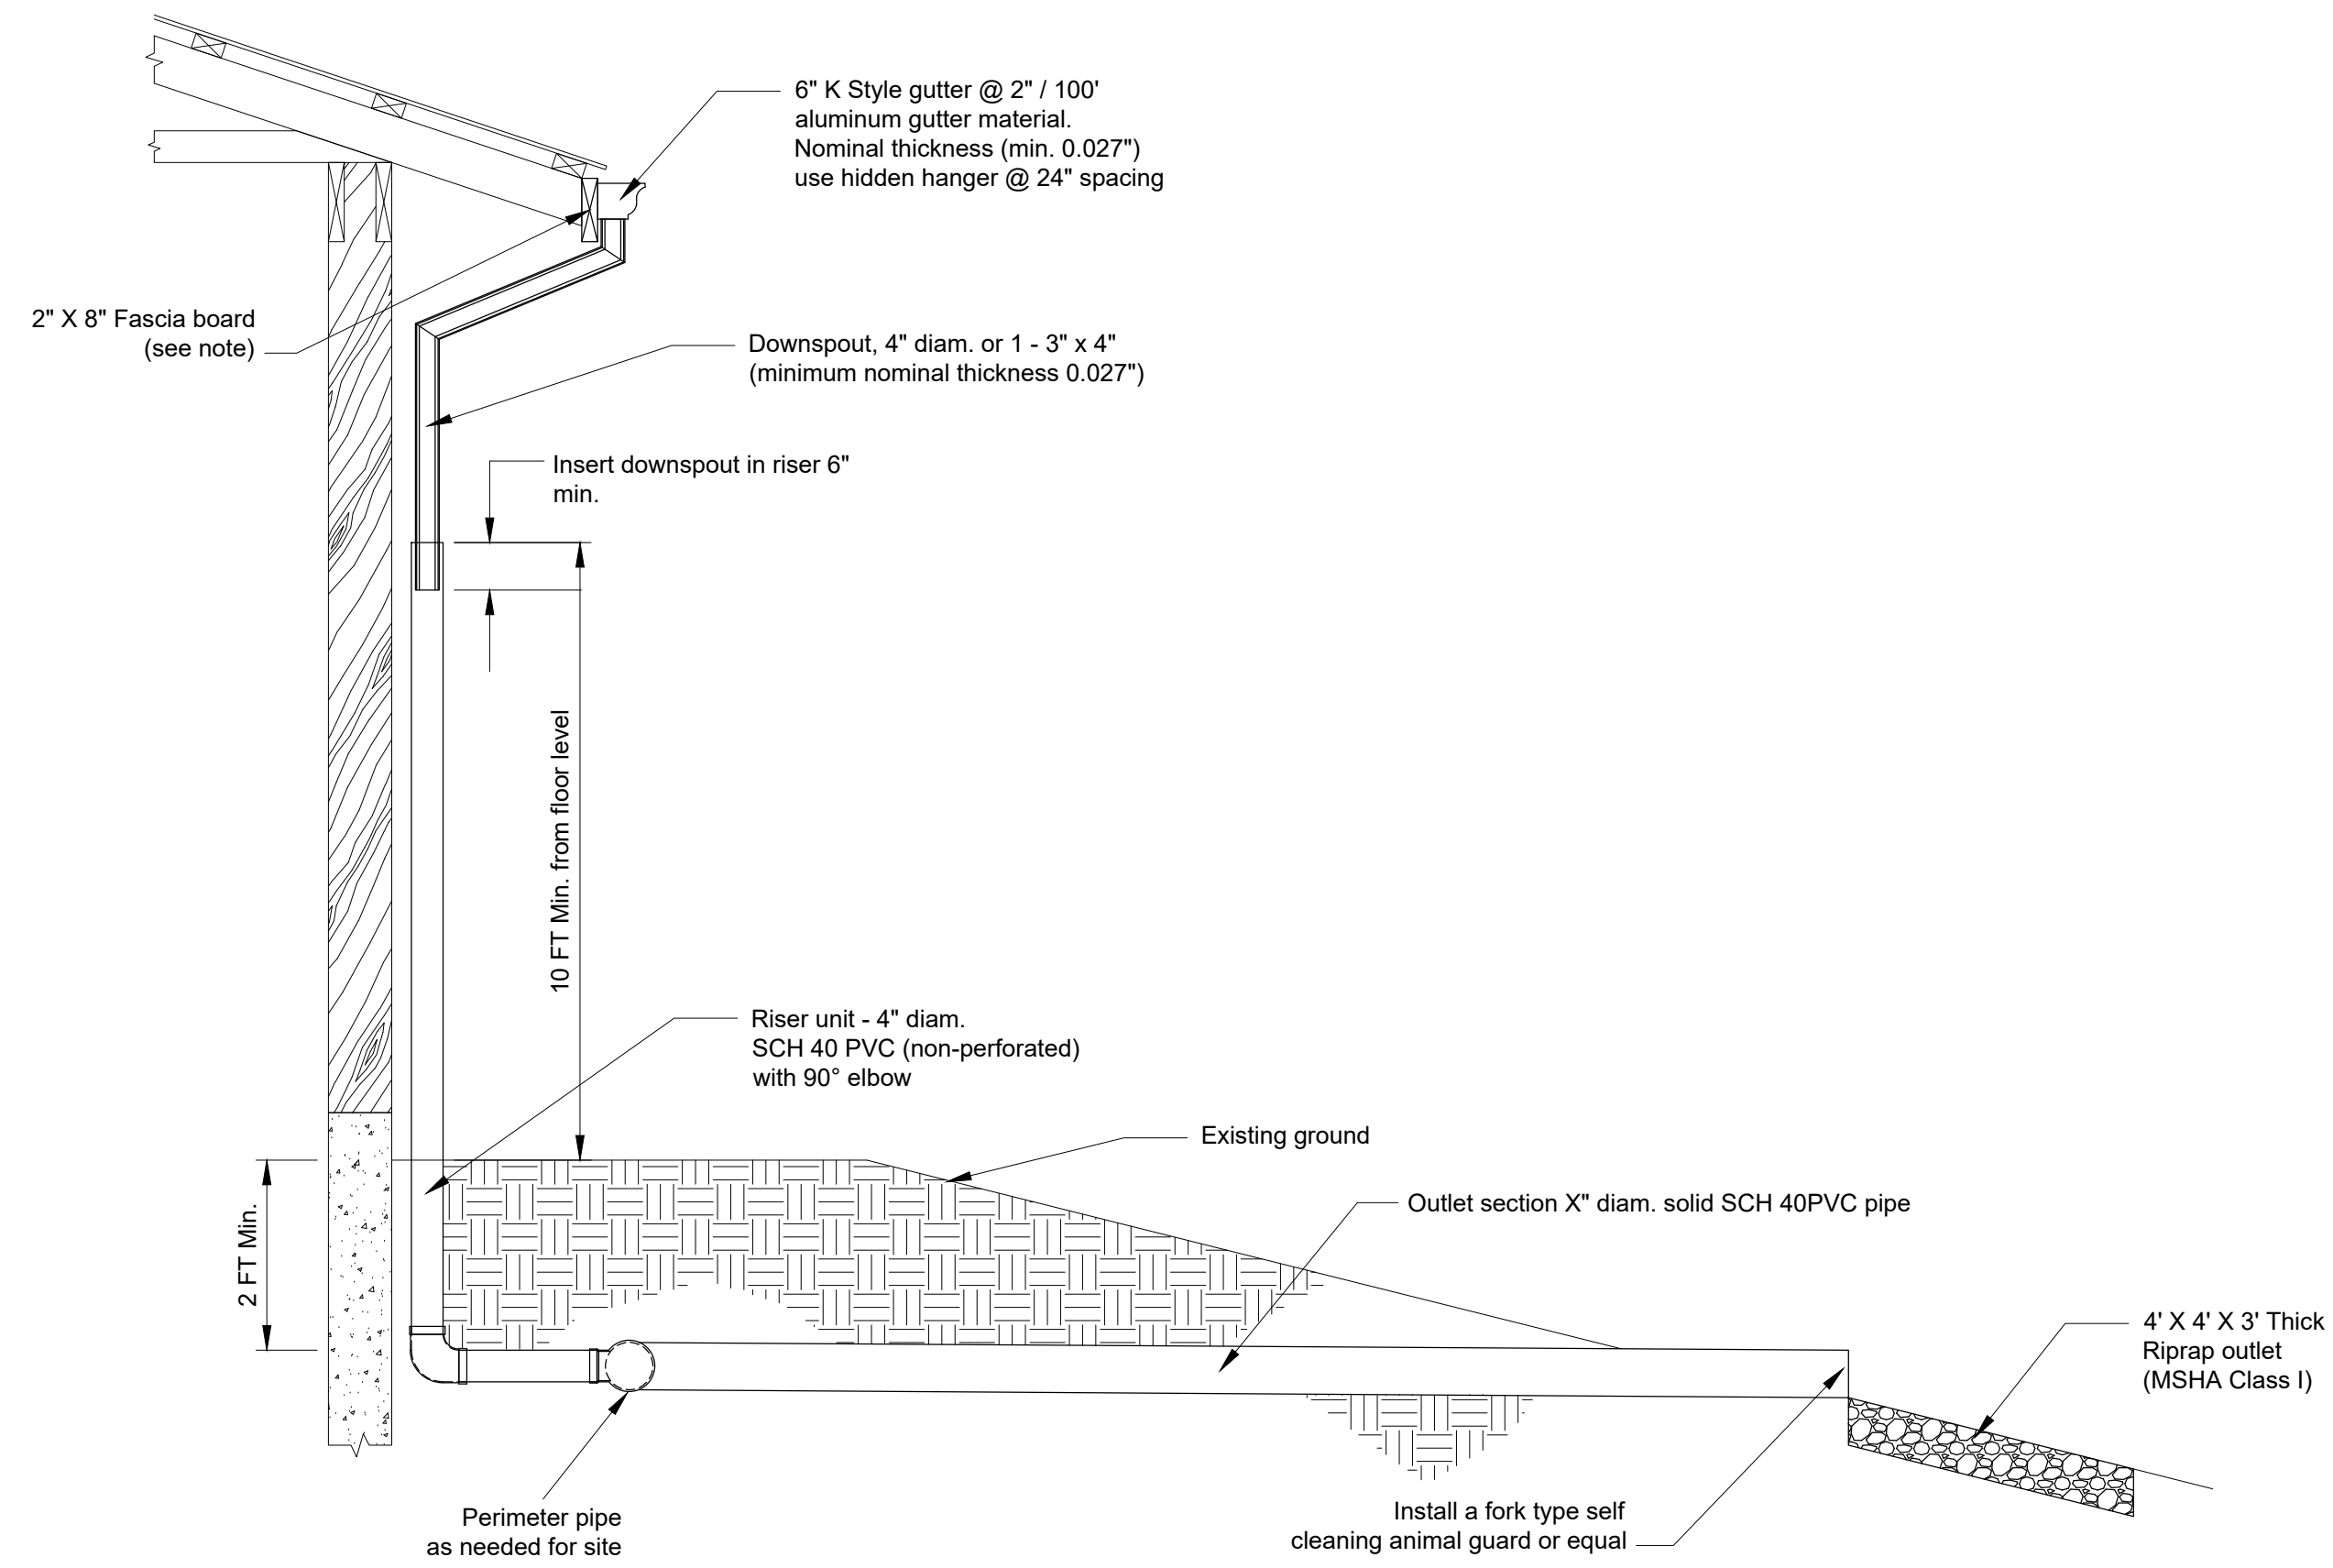 6" K Style gutter @ 2" / 100'
aluminum gutter material.
Nominal thickness (min. 0.027")
use hidden hanger @ 24" spacing
2" X 8" Fascia board
(see note)
Downspout, 4" diam. or 1 - 3" x 4"
(minimum nominal thickness 0.027")
Insert downspout in riser 6"
min.
10 FT Min. from floor level
Riser unit - 4" diam.
SCH 40 PVC (non-perforated)
with 90° elbow
Existing ground
Outlet section X" diam. solid SCH 40PVC pipe
2 FT Min.
4' X 4' X 3' Thick
Riprap outlet
(MSHA Class I)
Perimeter pipe
as needed for site
Install a fork type self
cleaning animal guard or equal